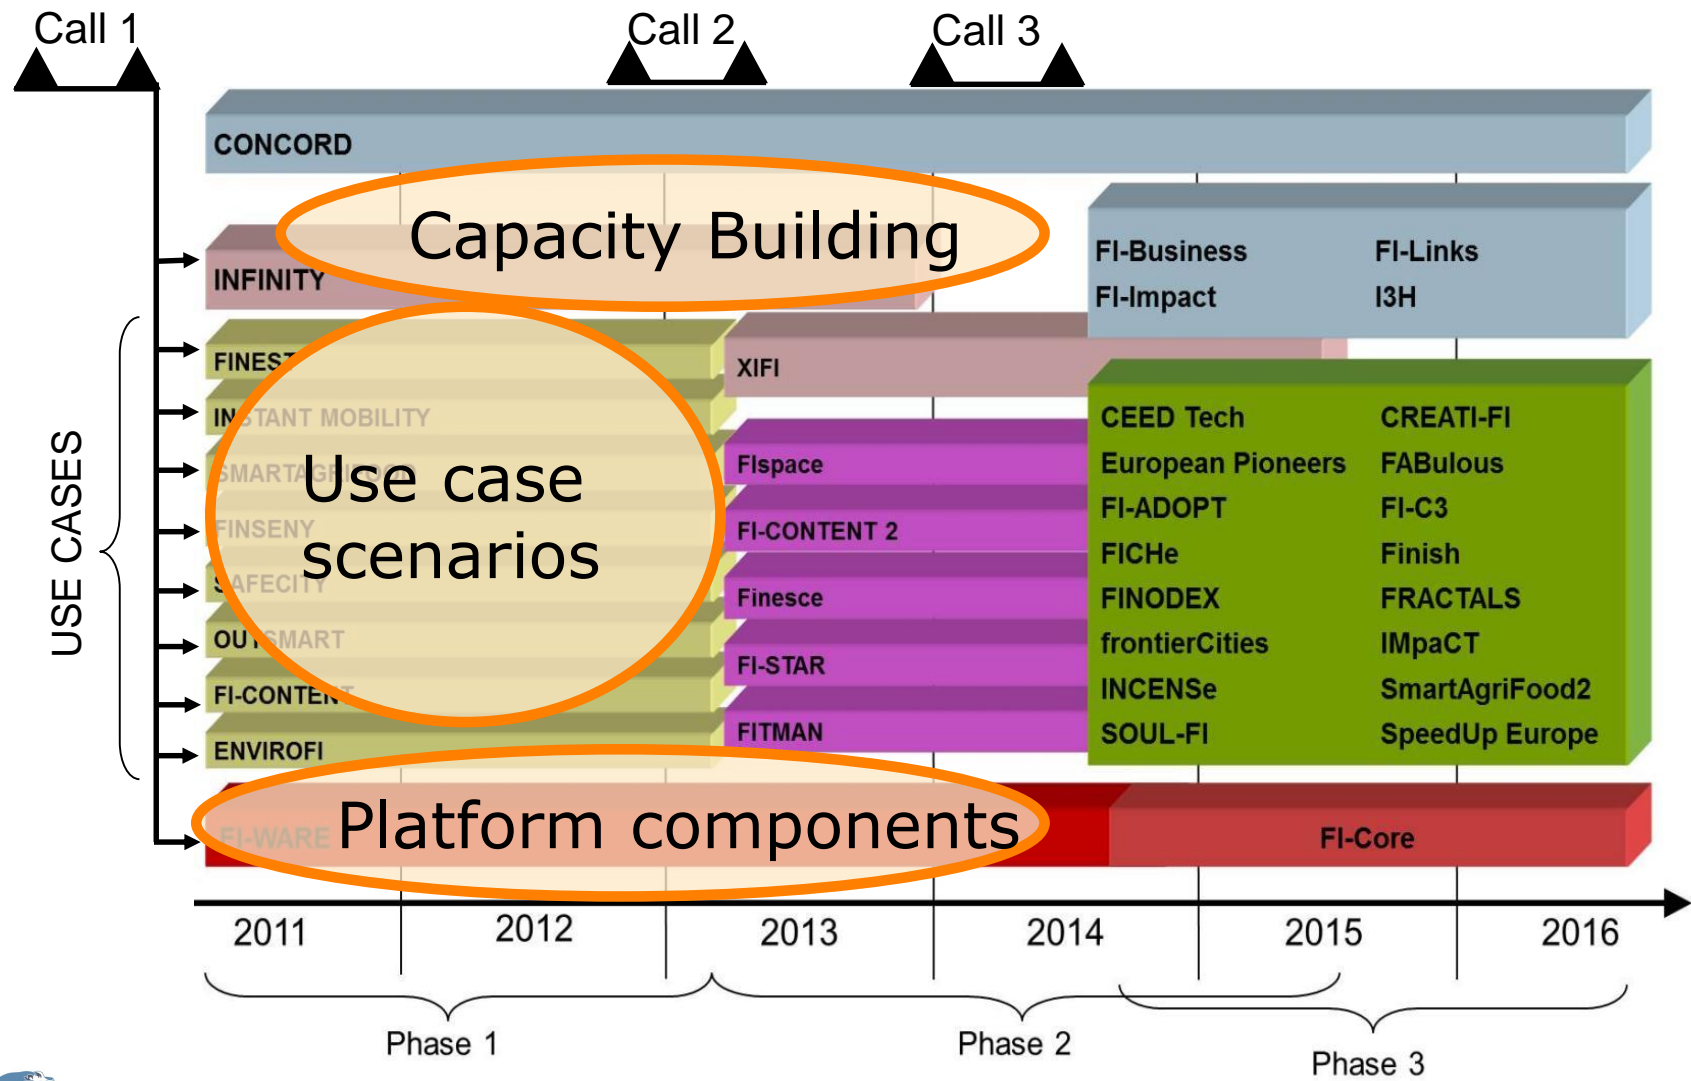 Call 1
Call 2
Call 3
CONCORD
Capacity Building
INFINITY
FI-Business
FI-Links
FI-Impact
I3H
USE CASES
FINEST
INSTANT MOBILITY
SMARTAGRIFOOD
FINSENY
SAFECITY
OUTSMART
FI-CONTENT
ENVIROFI
Use case
scenarios
XIFI
FIspace
FI-CONTENT 2
Finesce
FI-STAR
FITMAN
CEED Tech
CREATI-FI
European Pioneers
FABulous
FI-ADOPT
FI-C3
FICHe
Finish
FINODEX
FRACTALS
frontierCities
IMpaCT
INCENSe
SmartAgriFood2
SOUL-FI
SpeedUp Europe
FI-WARE
Platform components
FI-Core
2011
2012
2013
2014
2015
2016
Phase 1
Phase 2
Phase 3